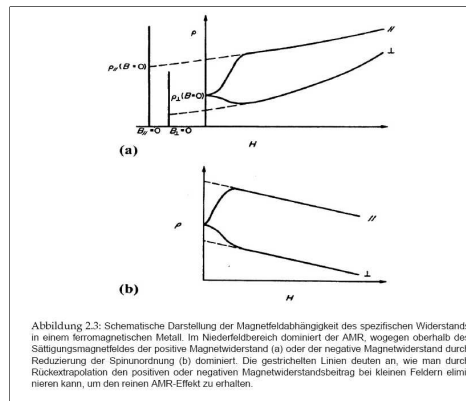 ρ
//
⊥
ρ//(B=0)
ρ⊥(B=0)
B//=0
B⊥=0
H
(a)
ρ
//
⊥
H
(b)
Abbildung 2.3: Schematische Darstellung der Magnetfeldabhängigkeit des spezifischen Widerstands
in einem ferromagnetischen Metall. Im Niederfeldbereich dominiert der AMR, wogegen oberhalb des
Sättigungsmagnetfeldes der positive Magnetwiderstand (a) oder der negative Magnetwiderstand durch
Reduzierung der Spinunordnung (b) dominiert. Die gestrichelten Linien deuten an, wie man durch
Rückextrapolation den positiven oder negativen Magnetwiderstandsbeitrag bei kleinen Feldern elimi-
nieren kann, um den reinen AMR-Effekt zu erhalten.